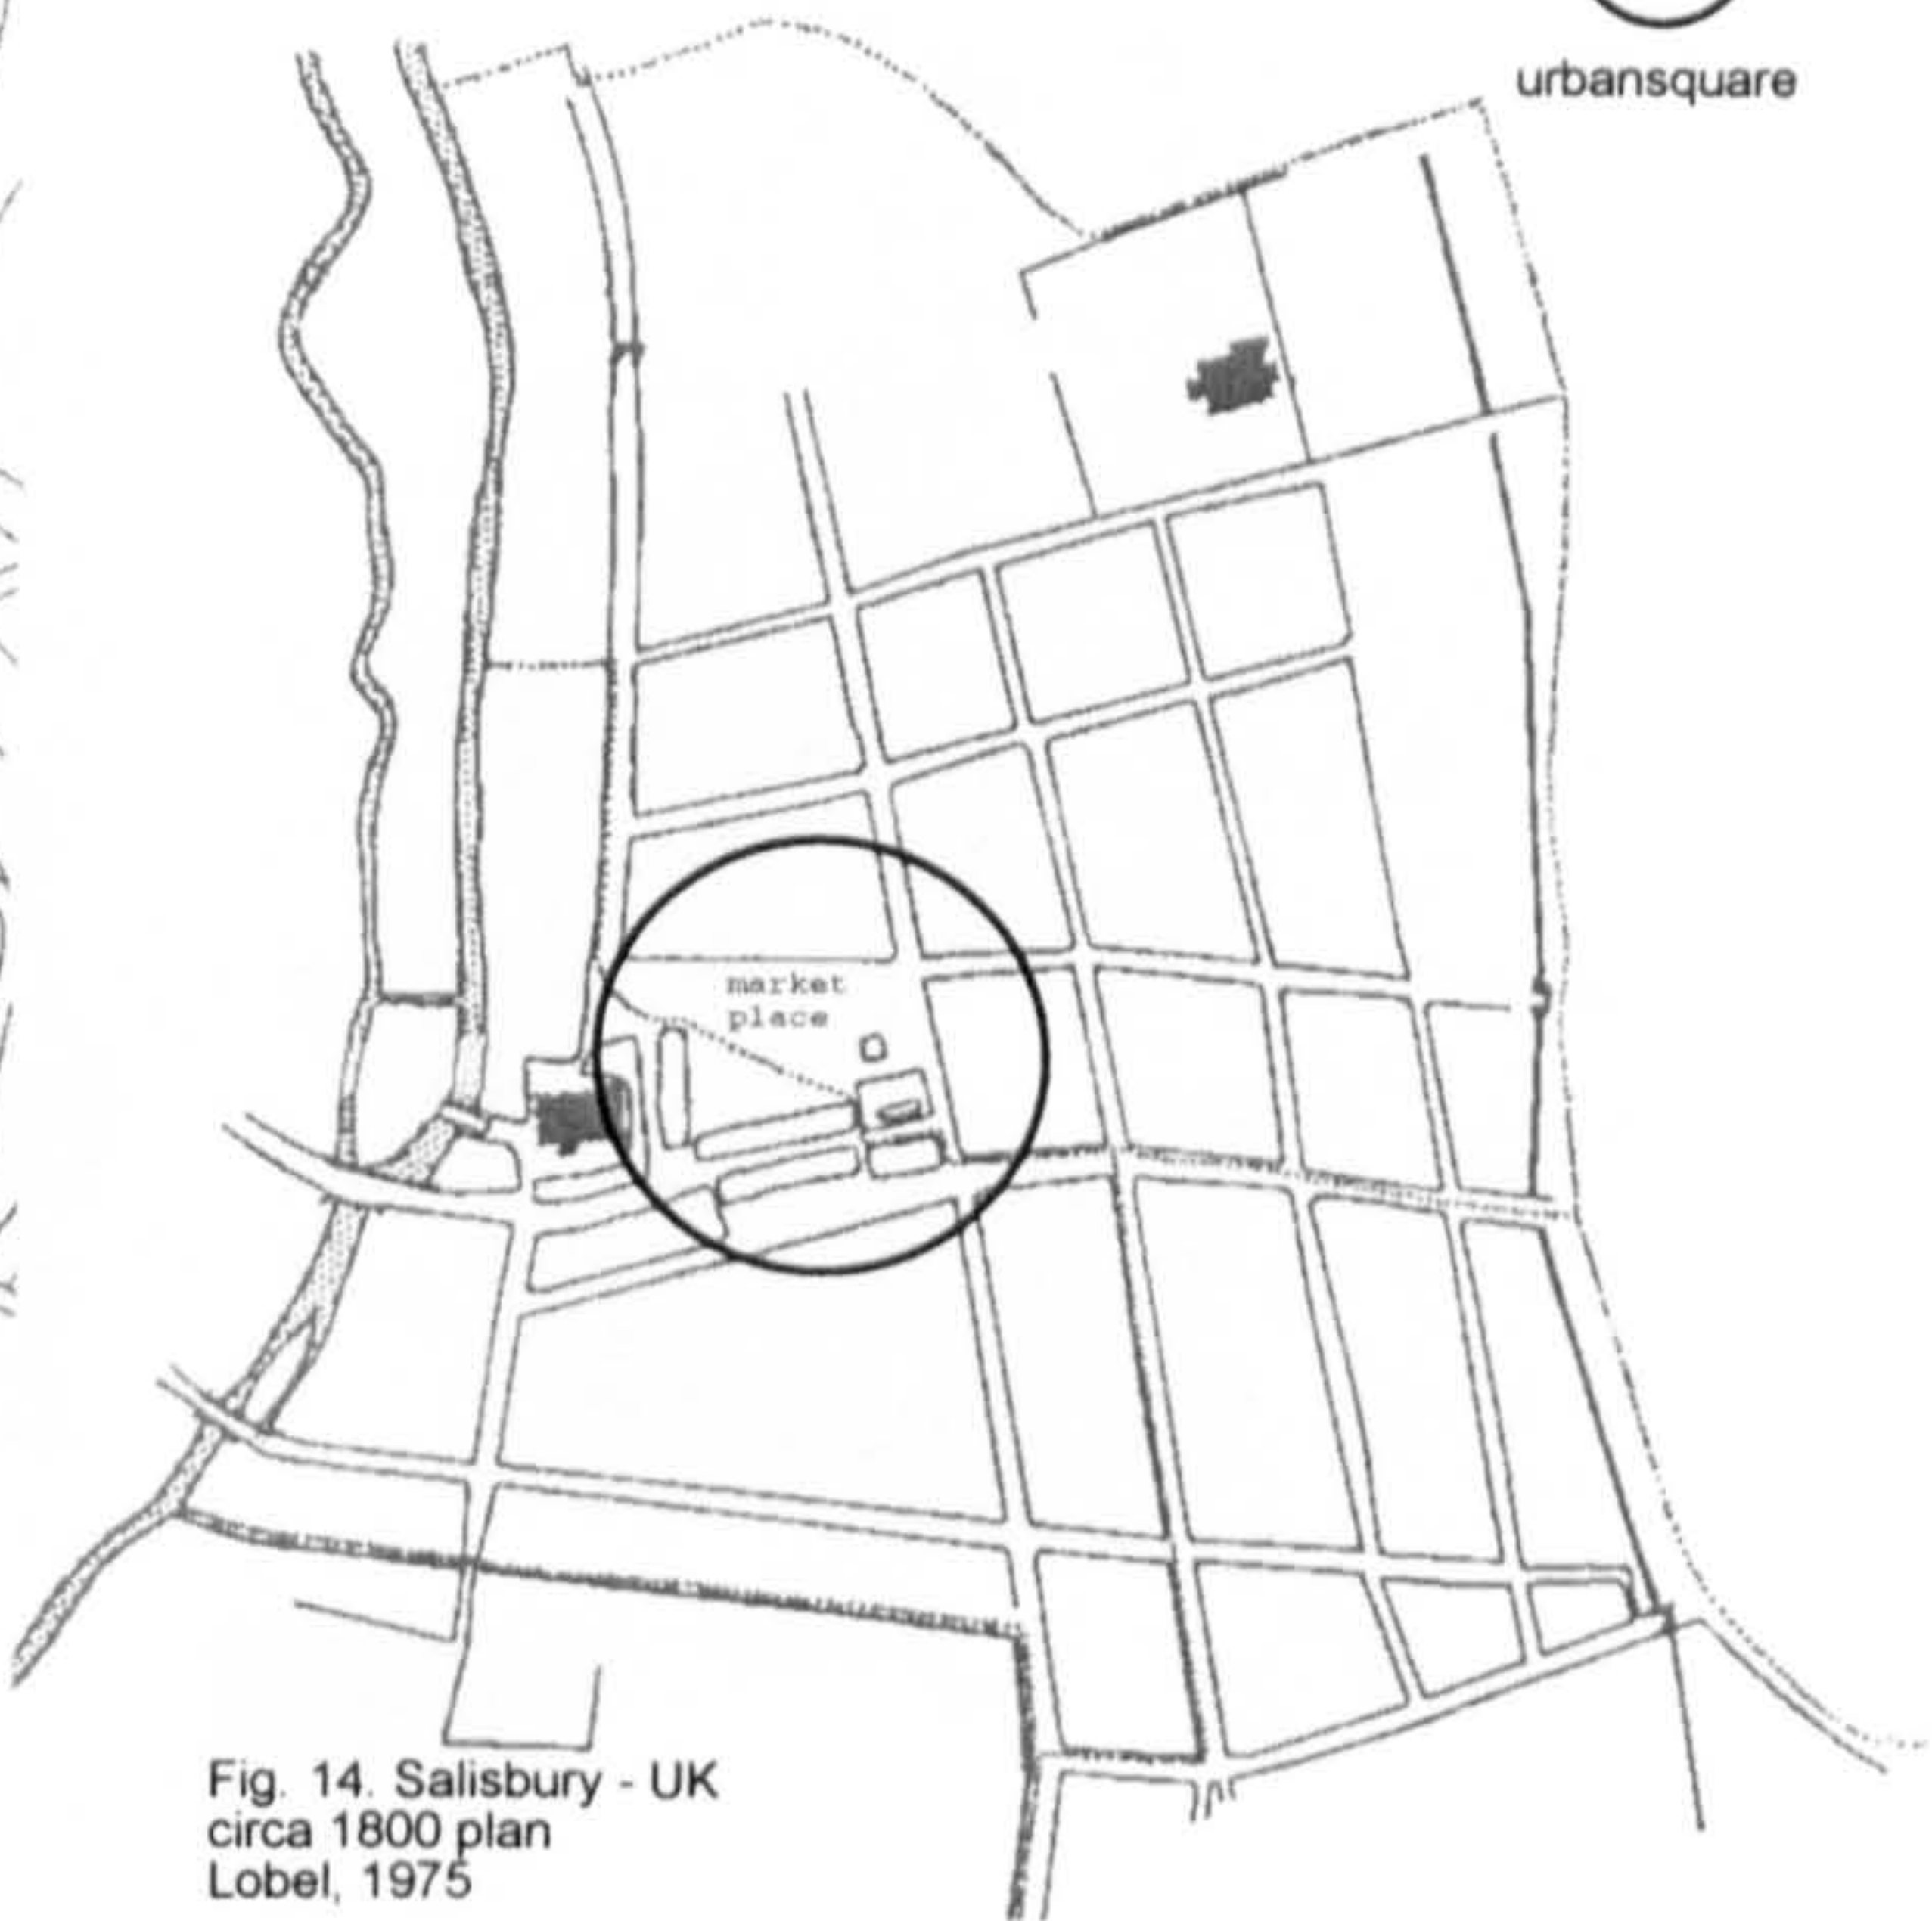 urbansquare
market
place
Fig. 14. Salisbury - UK
circa 1800 plan
Lobel, 1975